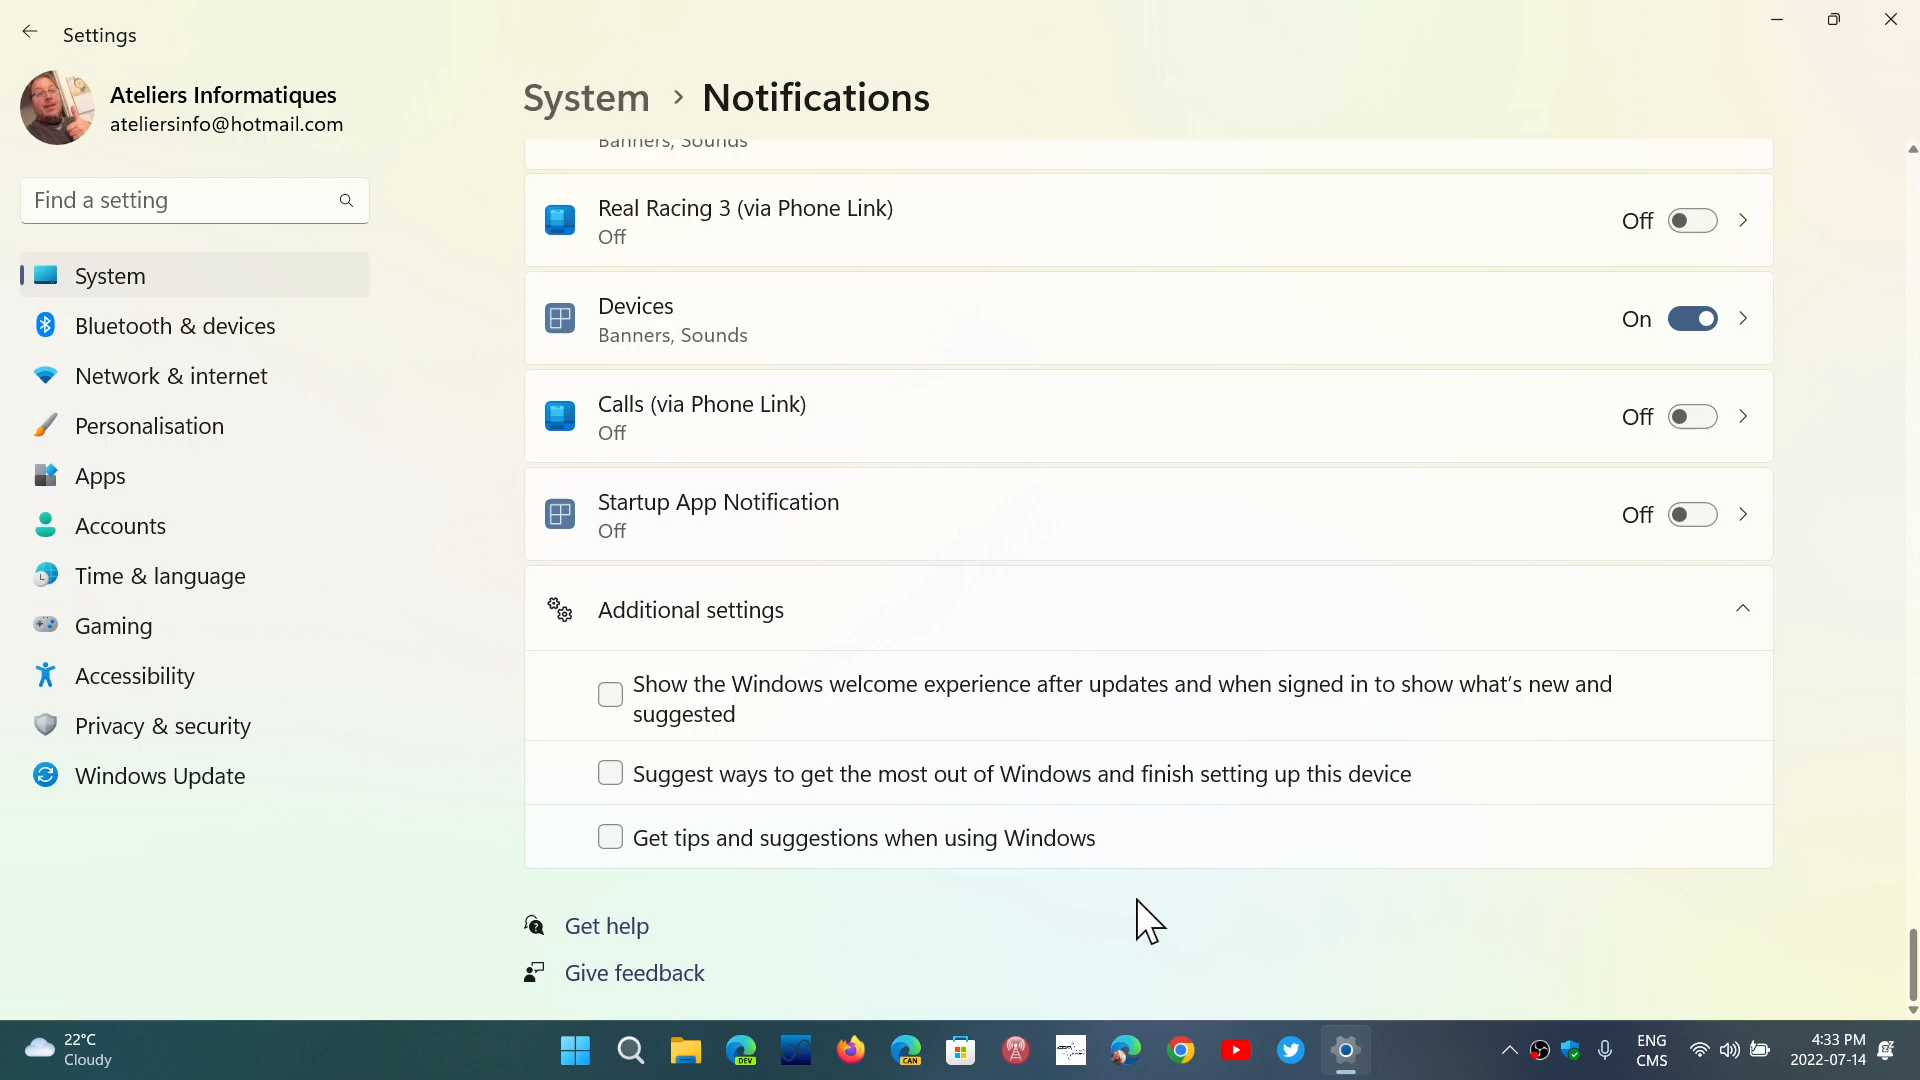 Settings
Ateliers Informatiques
ateliersinfo@hotmail.com
Find a setting
System
Bluetooth & devices
Network & internet
Personalisation
Apps
Accounts
Time & language
Gaming
Accessibility
Privacy & security
Windows Update
System > Notifications
Banners, Sounds
Real Racing 3 (via Phone Link)
Off
Off
Devices
Banners, Sounds
On
Calls (via Phone Link)
Off
Off
Startup App Notification
Off
Off
Additional settings
Show the Windows welcome experience after updates and when signed in to show what's new and
suggested
Suggest ways to get the most out of Windows and finish setting up this device
Get tips and suggestions when using Windows
Get help
Give feedback
22°C
Cloudy
DEV
CAN
ENG
CMS
4:33 PM
2022-07-14